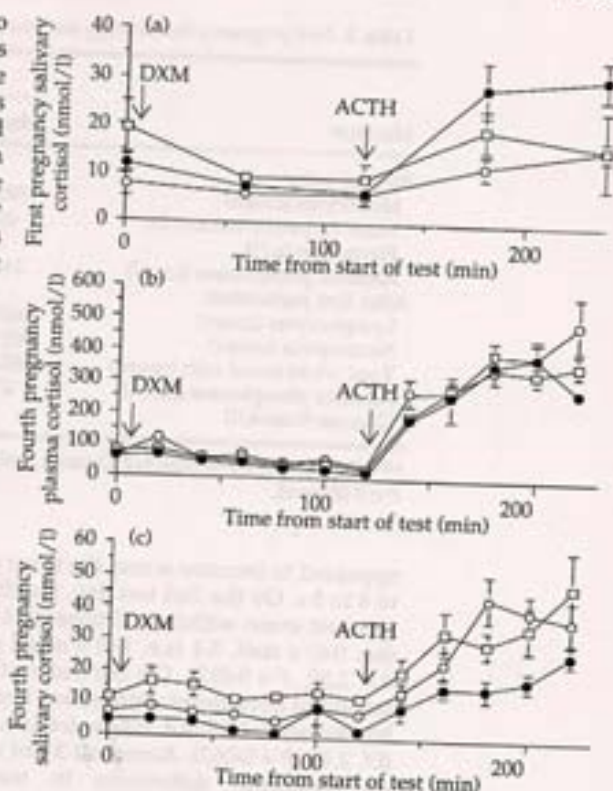 (a)
First pregnancy salivary
cortisol (nmol/l)
40
30
20
10
0
DXM
ACTH
0
100
200
Time from start of test (min)
(b)
Fourth pregnancy
plasma cortisol (nmol/l)
600
500
400
300
200
100
0
DXM
ACTH
0
100
200
Time from start of test (min)
(c)
Fourth pregnancy
salivary cortisol (nmol/l)
60
50
40
30
20
10
0
DXM
ACTH
0
100
200
Time from start of test (min)